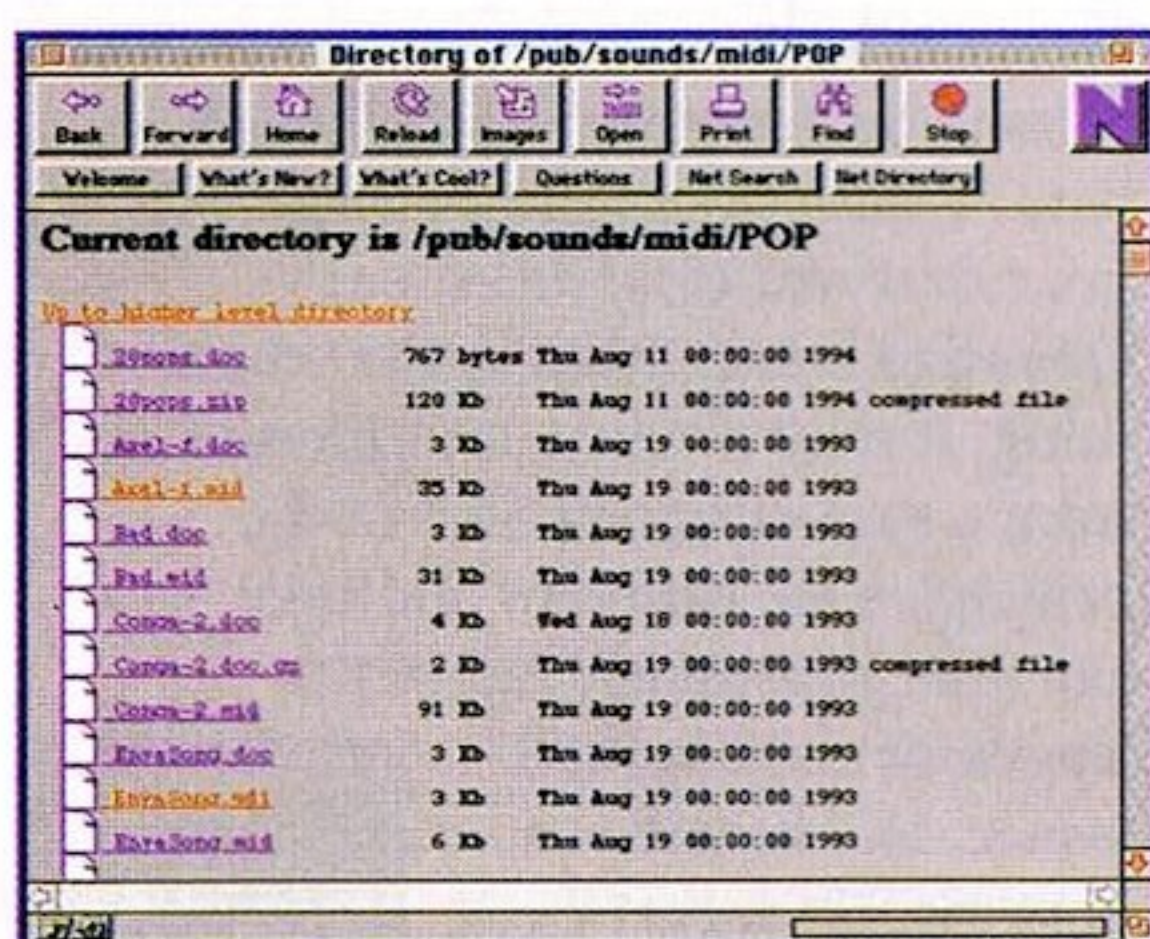 Directory of /pub/sounds/midi/POP
Back Forward Home Reload Images Open Print Find Stop
N
Welcome What's New? What's Cool? Questions Net Search Net Directory
Current directory is /pub/sounds/midi/POP
Up to higher level directory
20pops.doc 767 bytes Thu Aug 11 00:00:00 1994
20pops.zip 120 Kb Thu Aug 11 00:00:00 1994 compressed file
Axel-f.doc 3 Kb Thu Aug 19 00:00:00 1993
Axel-f.mid 35 Kb Thu Aug 19 00:00:00 1993
Bad.doc 3 Kb Thu Aug 19 00:00:00 1993
Bad.mid 31 Kb Thu Aug 19 00:00:00 1993
Conga-2.doc 4 Kb Wed Aug 18 00:00:00 1993
Conga-2.doc.gz 2 Kb Thu Aug 19 00:00:00 1993 compressed file
Conga-2.mid 91 Kb Thu Aug 19 00:00:00 1993
EnyaSong.doc 3 Kb Thu Aug 19 00:00:00 1993
EnyaSong.mdi 3 Kb Thu Aug 19 00:00:00 1993
EnyaSong.mid 6 Kb Thu Aug 19 00:00:00 1993